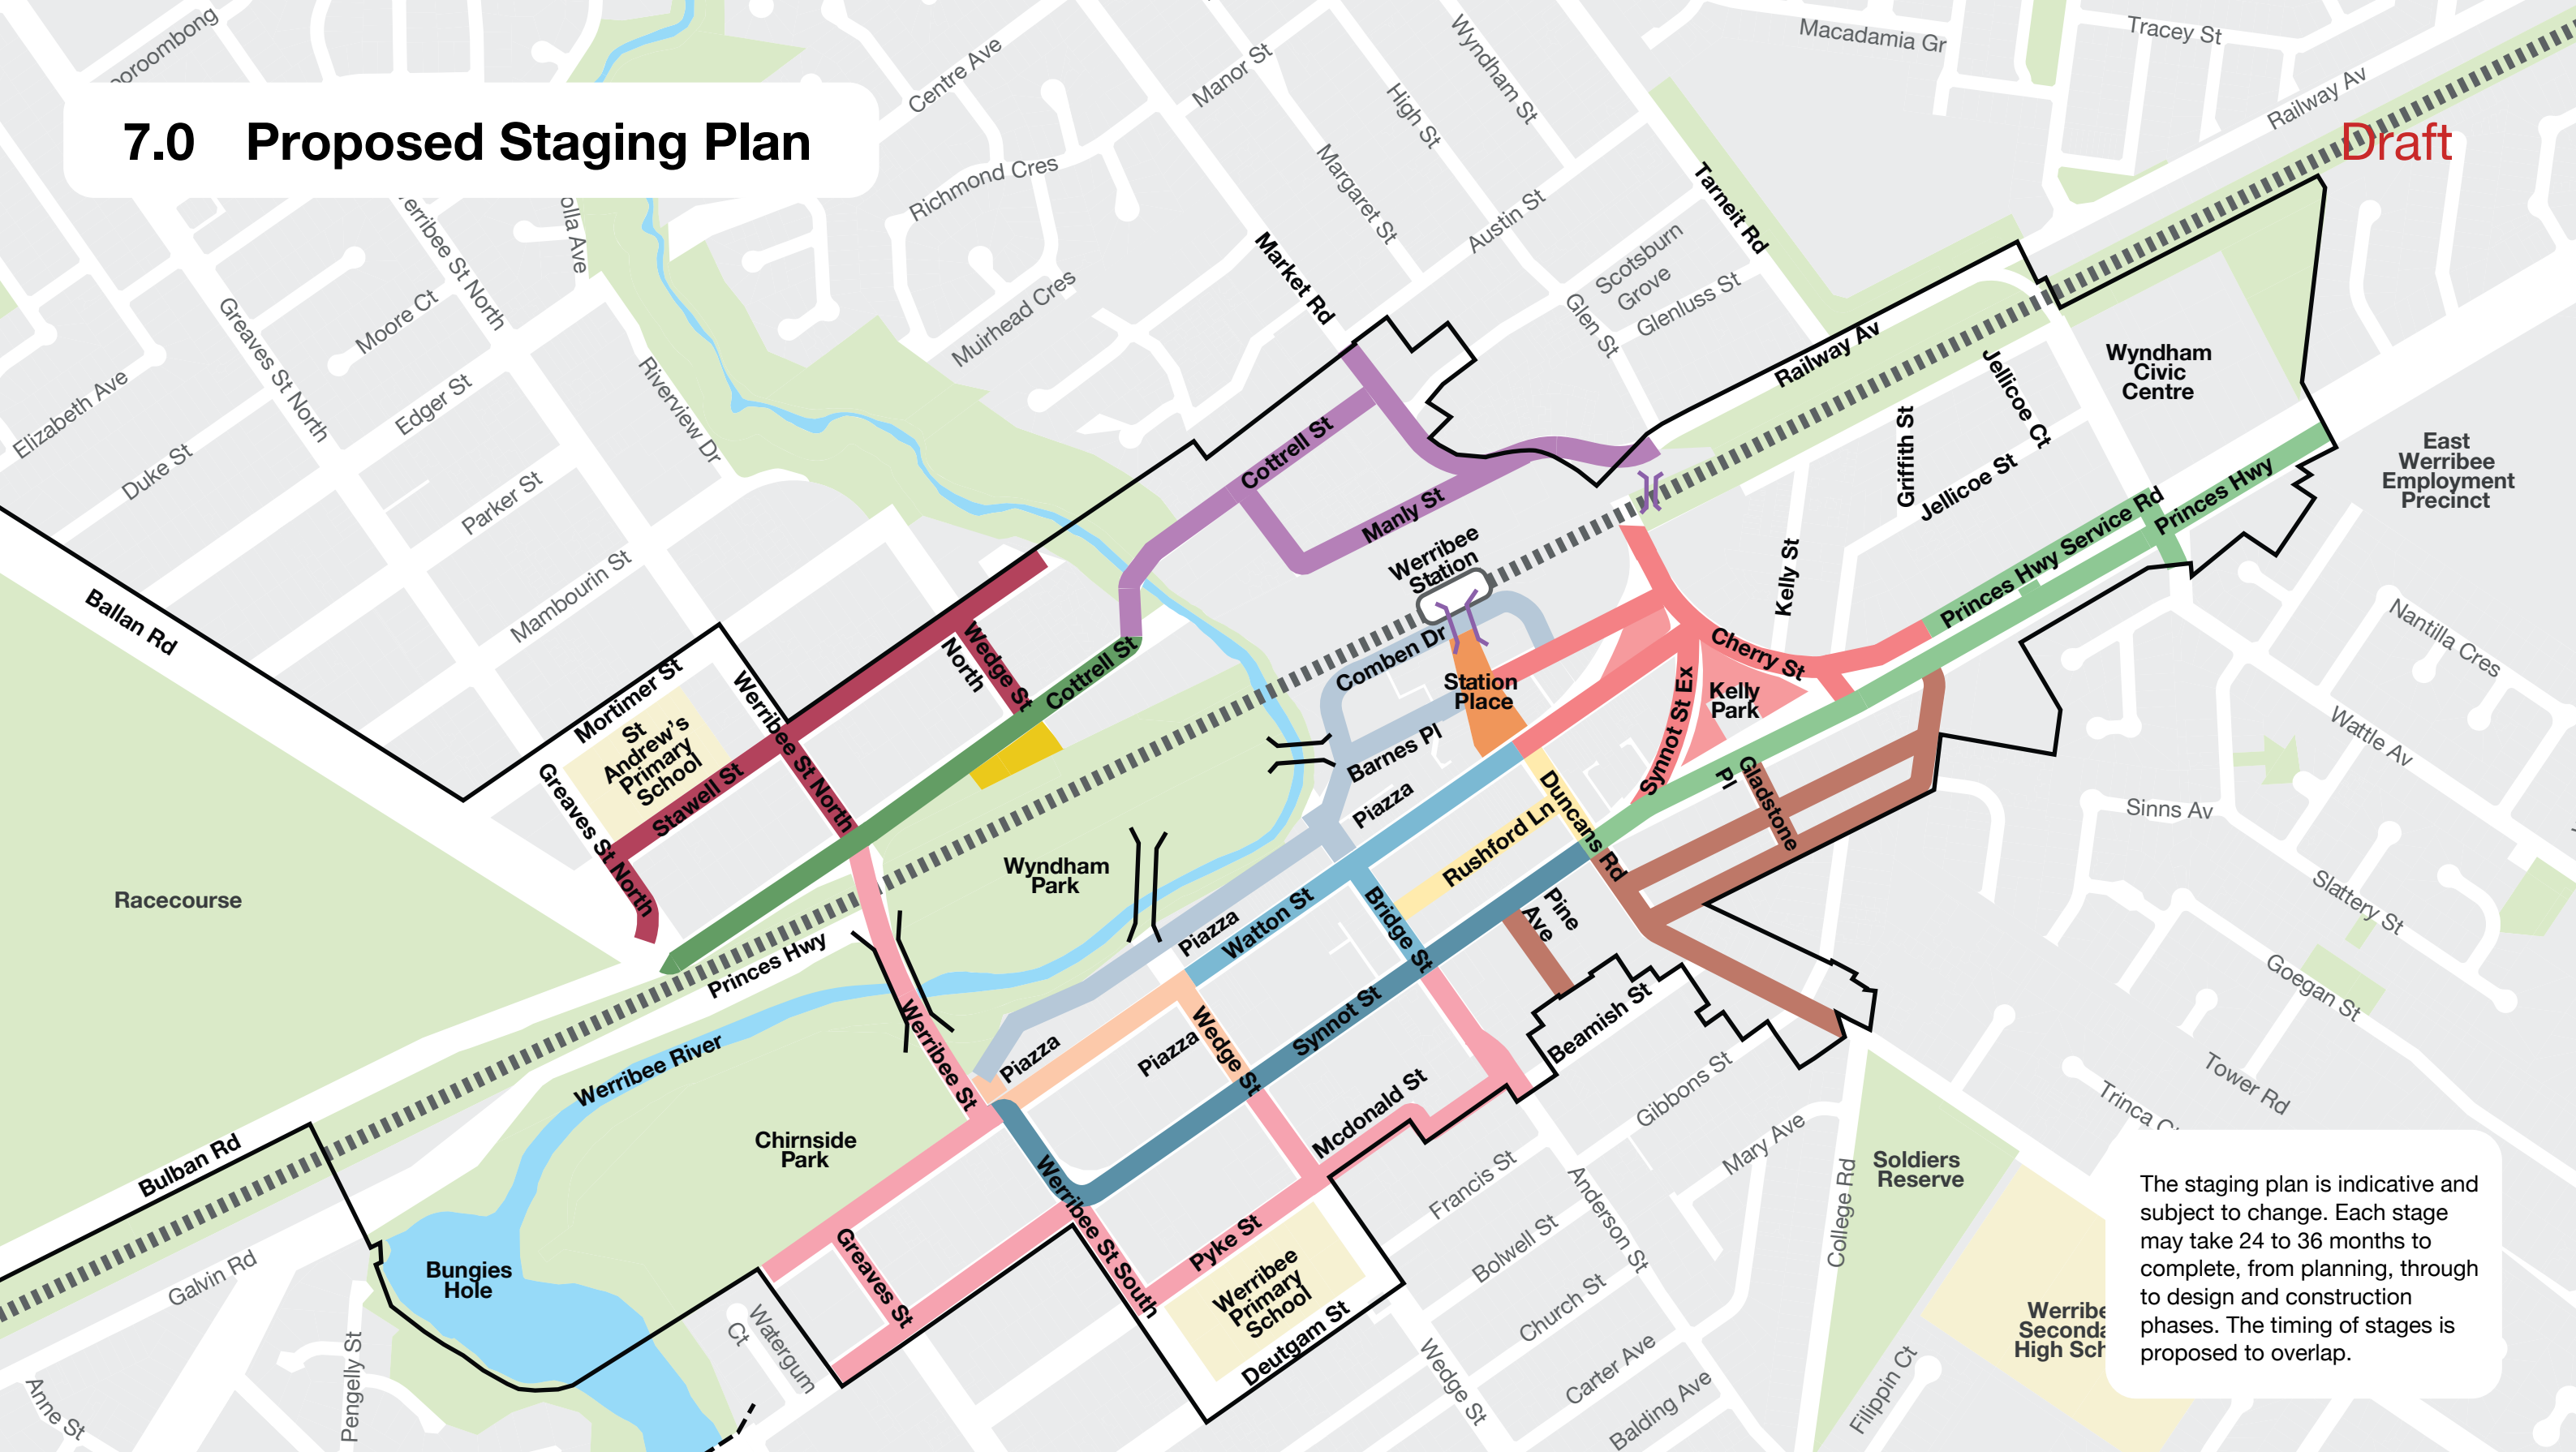 7.0 Proposed Staging Plan
Draft
Centre Ave
Manor St
Wyndham St
High St
Macadamia Gr
Tracey St
Railway Av
Richmond Cres
Margaret St
Austin St
Tarneit Rd
Scotsburn
Grove
Glenluss St
Glen St
Market Rd
Muirhead Cres
Greaves St North
Moore Ct
Edger St
Elizabeth Ave
Duke St
Parker St
Riverview Dr
Mambourin St
Ballan Rd
Railway Av
Jellicoe Ct
Griffith St
Jellicoe St
Wyndham
Civic
Centre
East
Werribee
Employment
Precinct
Cottrell St
Manly St
Werribee
Station
Kelly St
Princes Hwy Service Rd
Princes Hwy
Nantilla Cres
Wattle Av
Sinns Av
Slattery St
Goegan St
Tower Rd
Mortimer St
St
Andrew's
Primary
School
Werribee St North
Wedge St
North
Cottrell St
Stawell St
Greaves St North
Comben Dr
Station
Place
Barnes Pl
Piazza
Cherry St
Synnot St Ex
Kelly
Park
Gladstone
Pl
Duncans Rd
Rushford Ln
Racecourse
Wyndham
Park
Princes Hwy
Piazza
Watton St
Bridge St
Pine
Ave
Werribee River
Werribee St
Piazza
Piazza
Wedge St
Synnot St
Beamish St
Mcdonald St
Gibbons St
Mary Ave
Chirnside
Park
Bulban Rd
Galvin Rd
Bungies
Hole
Greaves St
Werribee St South
Pyke St
Werribee
Primary
School
Deutgam St
Francis St
Bolwell St
Anderson St
Church St
Carter Ave
Balding Ave
Wedge St
College Rd
Soldiers
Reserve
Filippin Ct
Watergum
Ct
Pengelly St
Anne St
The staging plan is indicative and
subject to change. Each stage
may take 24 to 36 months to
complete, from planning, through
to design and construction
phases. The timing of stages is
proposed to overlap.